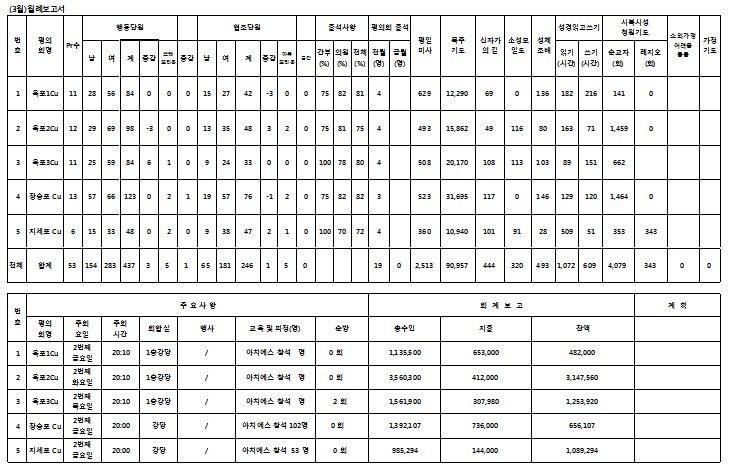 (3월)월례보고서
번호 평의회명 Pr수 행동단원 협조단원 출석사항 평의회 출석 평일미사 묵주기도 십자가의 길 소성모일도 성체조배 성경읽고쓰기 시복시성청원기도 소외가정 가정기도
남 여 계 증감 남 여 계 증감 간부(%) 의원(%) 전체(%) 전월(명) 금월(명) 읽기(시간) 쓰기(시간) 순교자(회) 레지오(회)
1 옥포1Cu 11 28 56 84 0 0 0 15 27 42 -3 0 0 75 82 81 4 629 12,290 69 0 136 182 216 141 0
2 옥포2Cu 12 29 69 98 -3 0 0 13 35 48 3 2 0 75 81 75 4 493 15,862 49 116 80 163 71 1,459 0
3 옥포3Cu 11 25 59 84 6 1 0 9 24 33 0 0 0 100 78 80 4 508 20,170 108 113 103 89 151 662
4 장승포 Cu 13 57 66 123 0 2 1 19 57 76 -1 2 0 75 82 82 3 523 31,695 117 0 146 129 120 1,464 0
5 지세포 Cu 6 15 33 48 0 2 0 9 38 47 2 1 0 100 70 72 4 360 10,940 101 91 28 509 51 353 343
전체 합계 53 154 283 437 3 5 1 65 181 246 1 5 0 19 0 2,513 90,957 444 320 493 1,072 609 4,079 343 0 0
번호 주 요 사 항 회 계 보 고 계 획
평의회명 주회요일 주회시간 회합실 행사 교육 및 피정(명) 순방 총수입 지출 잔액
1 옥포1Cu 2번째 금요일 20:10 1층강당 / 아치에스 참석 명 0 회 1,135,500 653,000 482,000
2 옥포2Cu 2번째 화요일 20:10 1층강당 / 아치에스 참석 명 0 회 3,560,300 412,000 3,147,560
3 옥포3Cu 2번째 목요일 20:10 1층강당 / 아치에스 참석 명 2 회 1,561,900 307,980 1,253,920
4 장승포 Cu 2번째 금요일 20:00 강당 / 아치에스 참석 102명 0 회 1,392,107 736,000 656,107
5 지세포 Cu 2번째 금요일 20:00 강당 / 아치에스 참석 53 명 0 회 985,294 144,000 1,089,294